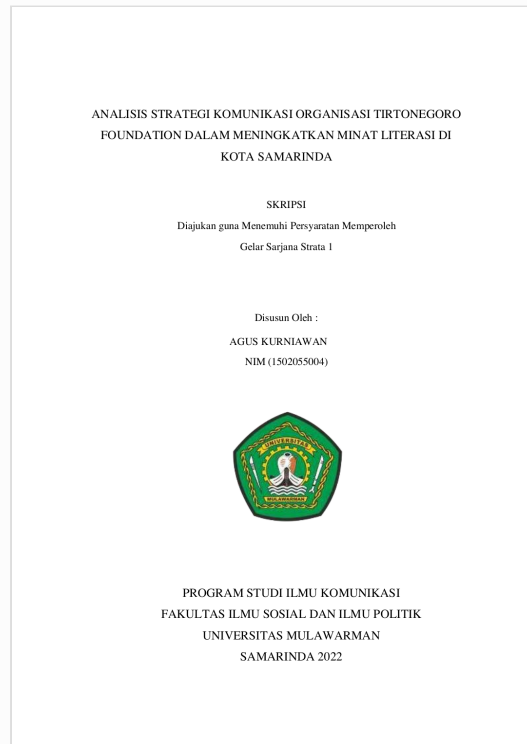 ANALISIS STRATEGI KOMUNIKASI ORGANISASI TIRTONEGORO
FOUNDATION DALAM MENINGKATKAN MINAT LITERASI DI
KOTA SAMARINDA
SKRIPSI
Diajukan guna Menemuhi Persyaratan Memperoleh
Gelar Sarjana Strata 1
Disusun Oleh :
AGUS KURNIAWAN
NIM (1502055004)
UNIVERSITAS
MULAWARMAN
PROGRAM STUDI ILMU KOMUNIKASI
FAKULTAS ILMU SOSIAL DAN ILMU POLITIK
UNIVERSITAS MULAWARMAN
SAMARINDA 2022